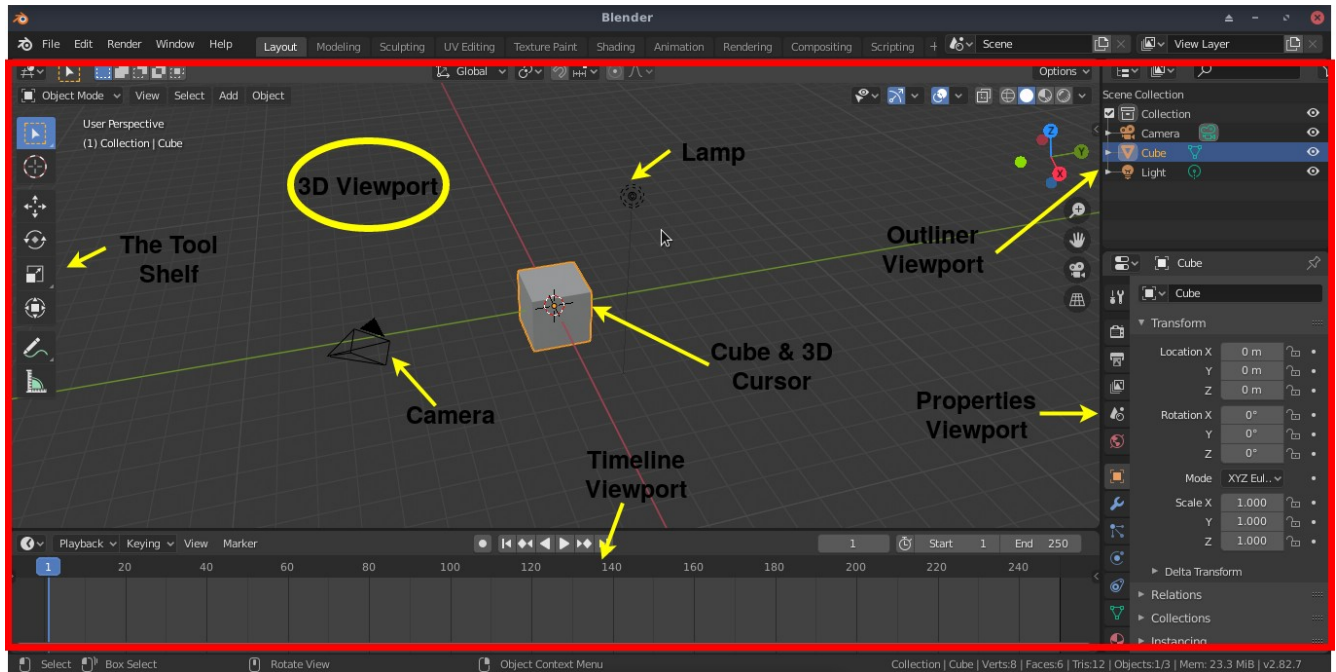 Blender
File Edit Render Window Help Layout Modeling Sculpting UV Editing Texture Paint Shading Animation Rendering Compositing Scripting + Scene View Layer
Global Options
Object Mode View Select Add Object
User Perspective
(1) Collection | Cube
3D Viewport
Lamp
The Tool
Shelf
Cube & 3D
Cursor
Camera
Timeline
Viewport
Outliner
Viewport
Properties
Viewport
Z
Y
X
Scene Collection
Collection
Camera
Cube
Light
Cube
Cube
Transform
Location X 0 m
Y 0 m
Z 0 m
Rotation X 0°
Y 0°
Z 0°
Mode XYZ Eul..
Scale X 1.000
Y 1.000
Z 1.000
Delta Transform
Relations
Collections
Instancing
Playback Keying View Marker 1 Start 1 End 250
1 20 40 60 80 100 120 140 160 180 200 220 240
Select Box Select Rotate View Object Context Menu Collection | Cube | Verts:8 | Faces:6 | Tris:12 | Objects:1/3 | Mem: 23.3 MiB | v2.82.7